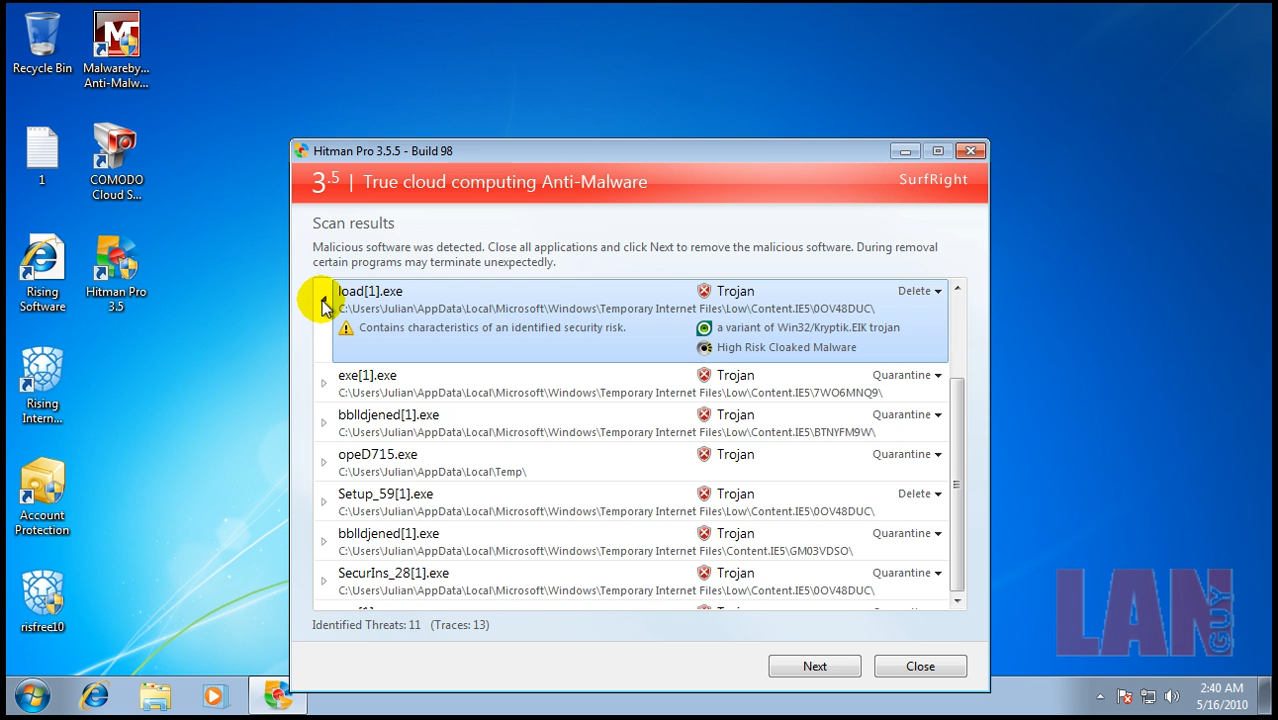 Recycle Bin
Malwareby...
Anti-Malw...
1
COMODO
Cloud S...
Rising
Software
Hitman Pro
3.5
Rising
Intern...
Account
Protection
risfree10
Hitman Pro 3.5.5 - Build 98
3.5 | True cloud computing Anti-Malware
SurfRight
Scan results
Malicious software was detected. Close all applications and click Next to remove the malicious software. During removal
certain programs may terminate unexpectedly.
load[1].exe Trojan Delete
C:\Users\Julian\AppData\Local\Microsoft\Windows\Temporary Internet Files\Low\Content.IE5\0OV48DUC\
Contains characteristics of an identified security risk. a variant of Win32/Kryptik.EIK trojan
High Risk Cloaked Malware
exe[1].exe Trojan Quarantine
C:\Users\Julian\AppData\Local\Microsoft\Windows\Temporary Internet Files\Low\Content.IE5\7WO6MNQ9\
bblldjened[1].exe Trojan Quarantine
C:\Users\Julian\AppData\Local\Microsoft\Windows\Temporary Internet Files\Low\Content.IE5\BTNYFM9W\
opeD715.exe Trojan Quarantine
C:\Users\Julian\AppData\Local\Temp\
Setup_59[1].exe Trojan Delete
C:\Users\Julian\AppData\Local\Microsoft\Windows\Temporary Internet Files\Low\Content.IE5\0OV48DUC\
bblldjened[1].exe Trojan Quarantine
C:\Users\Julian\AppData\Local\Microsoft\Windows\Temporary Internet Files\Content.IE5\GM03VDSO\
SecurIns_28[1].exe Trojan Quarantine
C:\Users\Julian\AppData\Local\Microsoft\Windows\Temporary Internet Files\Low\Content.IE5\0OV48DUC\
Identified Threats: 11 (Traces: 13)
Next
Close
LAN GUY
2:40 AM
5/16/2010